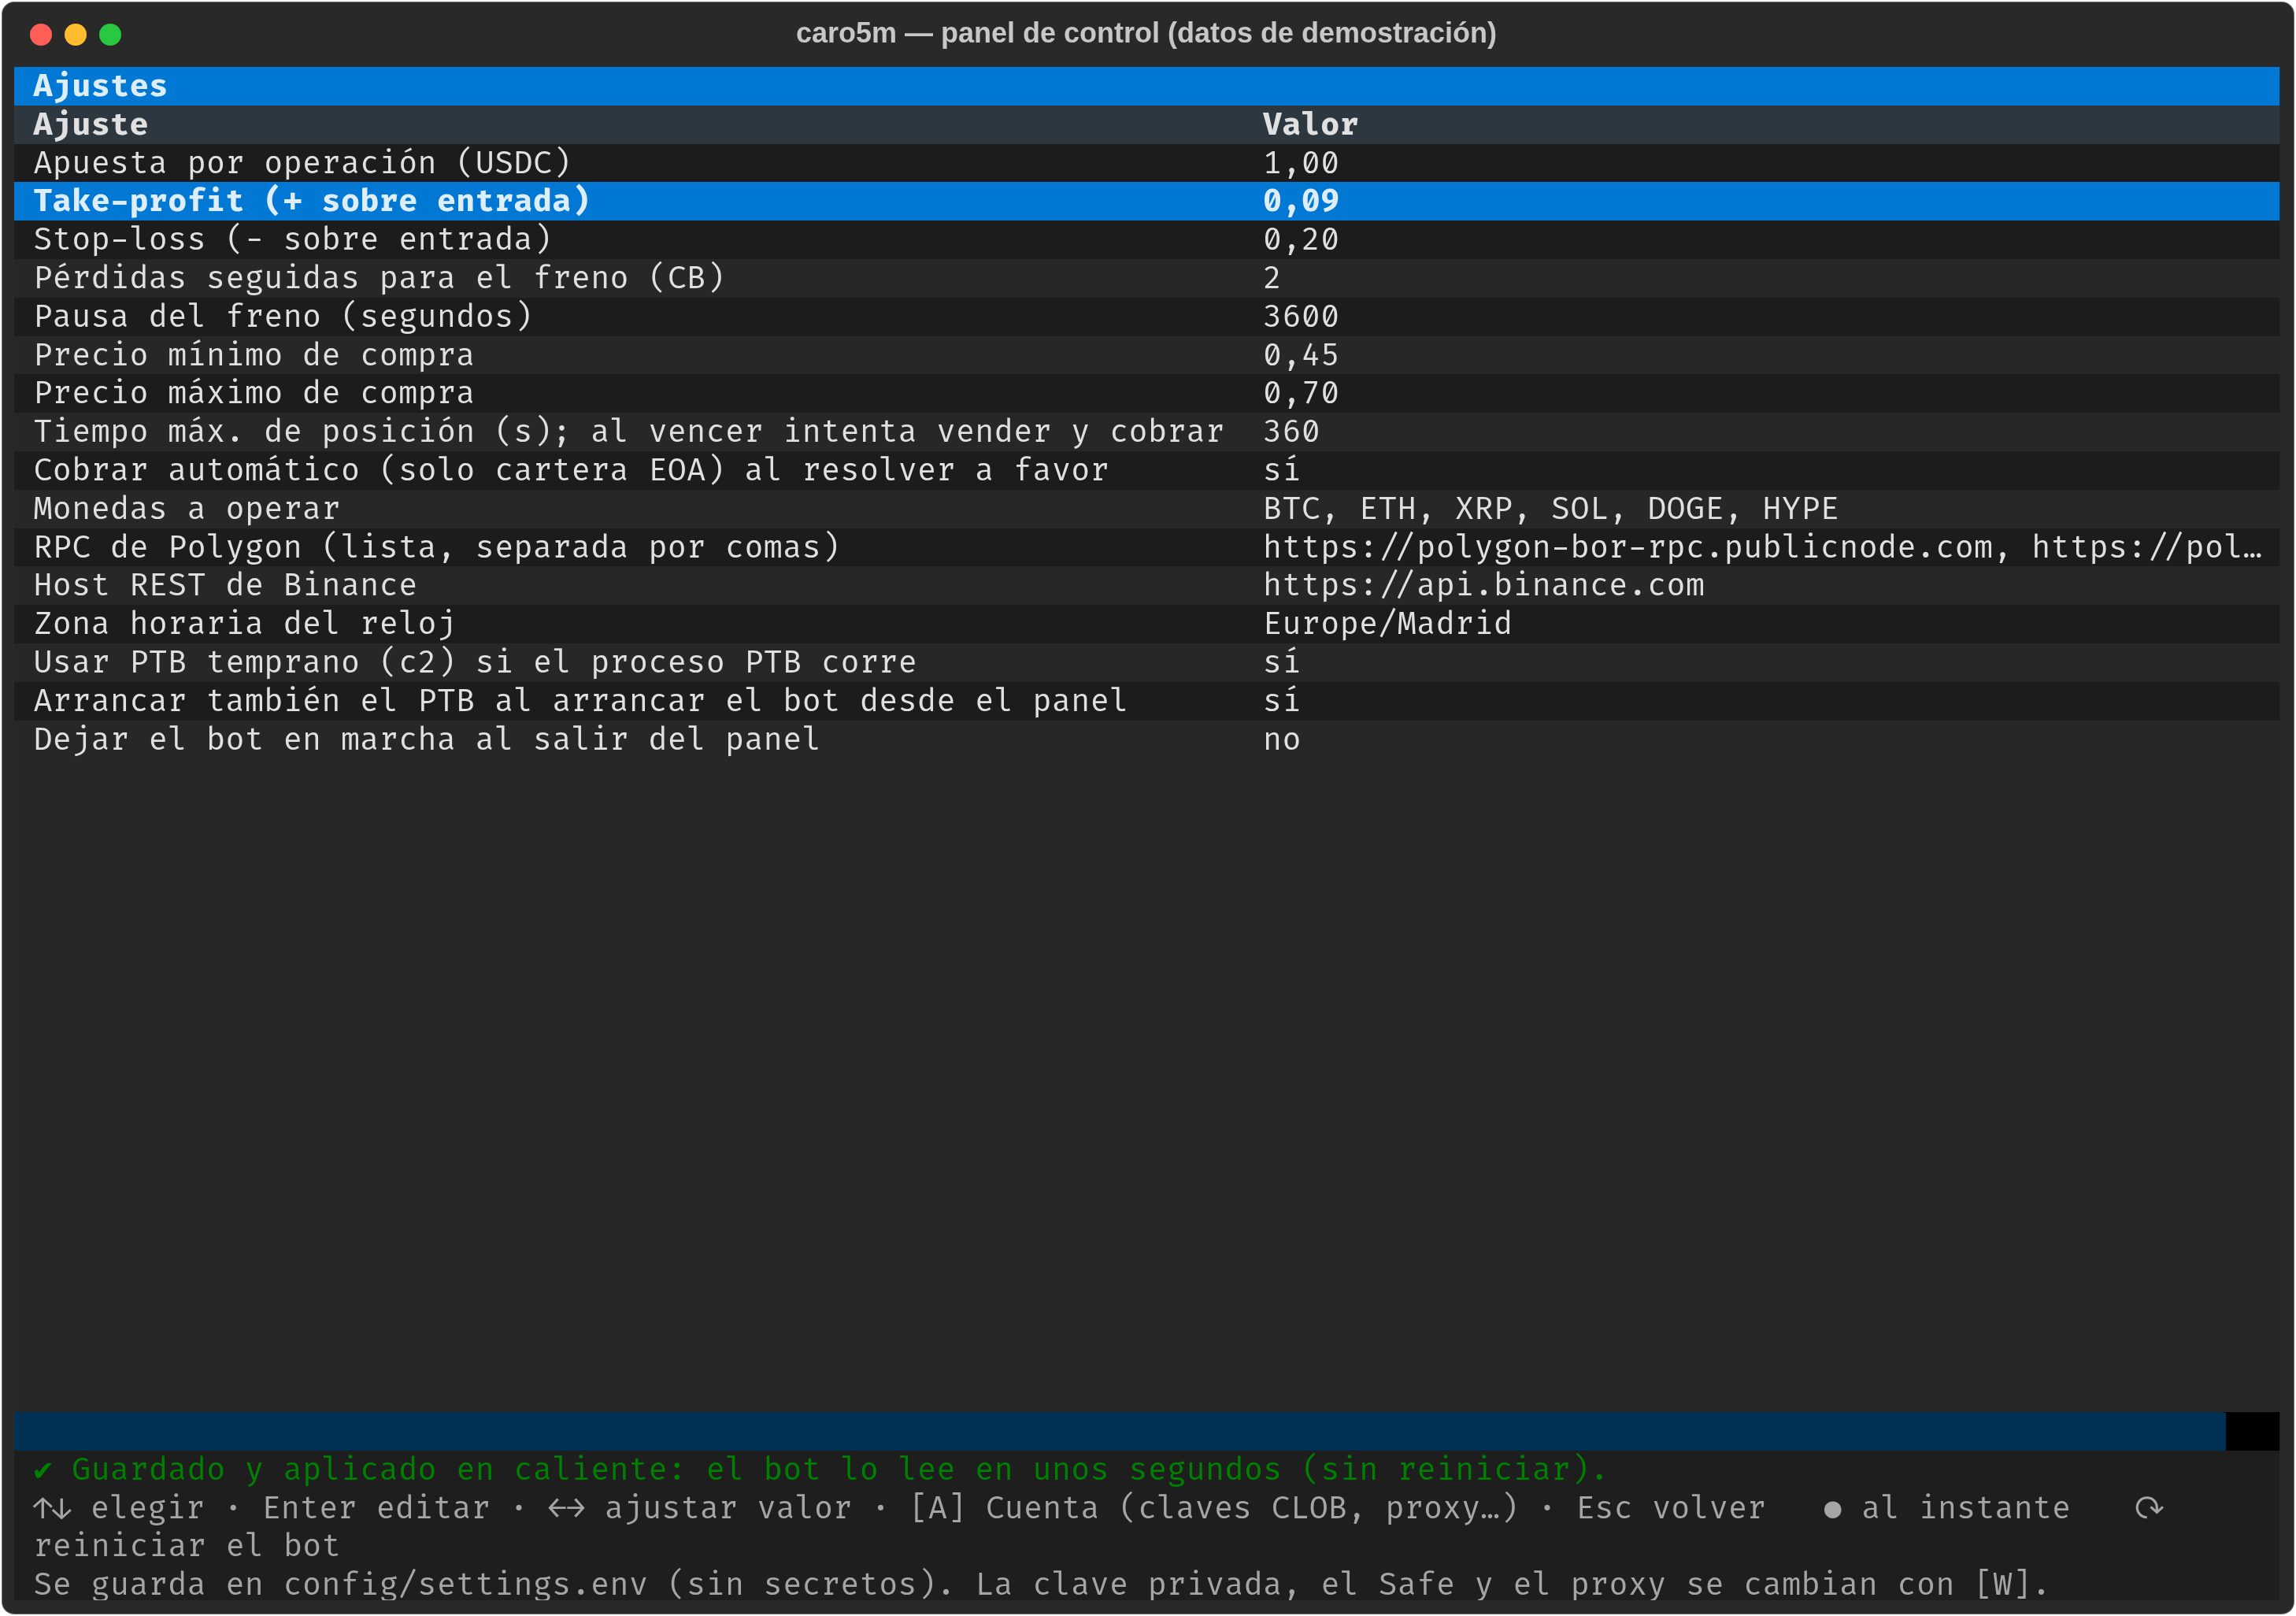 caro5m — panel de control (datos de demostración)
Ajustes
Ajuste Valor
Apuesta por operación (USDC) 1,00
Take-profit (+ sobre entrada) 0,09
Stop-loss (- sobre entrada) 0,20
Pérdidas seguidas para el freno (CB) 2
Pausa del freno (segundos) 3600
Precio mínimo de compra 0,45
Precio máximo de compra 0,70
Tiempo máx. de posición (s); al vencer intenta vender y cobrar 360
Cobrar automático (solo cartera EOA) al resolver a favor sí
Monedas a operar BTC, ETH, XRP, SOL, DOGE, HYPE
RPC de Polygon (lista, separada por comas) https://polygon-bor-rpc.publicnode.com, https://pol…
Host REST de Binance https://api.binance.com
Zona horaria del reloj Europe/Madrid
Usar PTB temprano (c2) si el proceso PTB corre sí
Arrancar también el PTB al arrancar el bot desde el panel sí
Dejar el bot en marcha al salir del panel no
✔ Guardado y aplicado en caliente: el bot lo lee en unos segundos (sin reiniciar).
↑↓ elegir · Enter editar · ←→ ajustar valor · [A] Cuenta (claves CLOB, proxy…) · Esc volver ● al instante ⟳
reiniciar el bot
Se guarda en config/settings.env (sin secretos). La clave privada, el Safe y el proxy se cambian con [W].